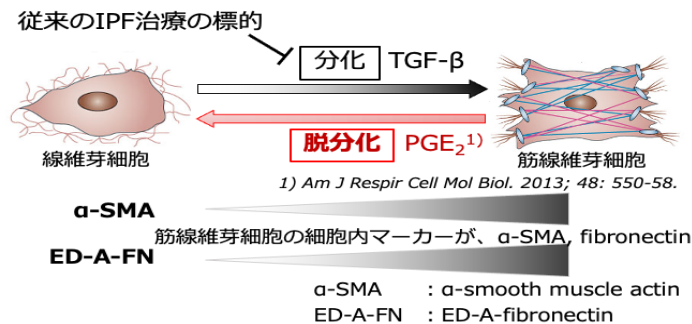 従来のIPF治療の標的
分化 TGF-β
脱分化 PGE₂¹⁾
線維芽細胞
筋線維芽細胞
1) Am J Respir Cell Mol Biol. 2013; 48: 550-58.
α-SMA
筋線維芽細胞の細胞内マーカーが、α-SMA, fibronectin
ED-A-FN
α-SMA : α-smooth muscle actin
ED-A-FN : ED-A-fibronectin